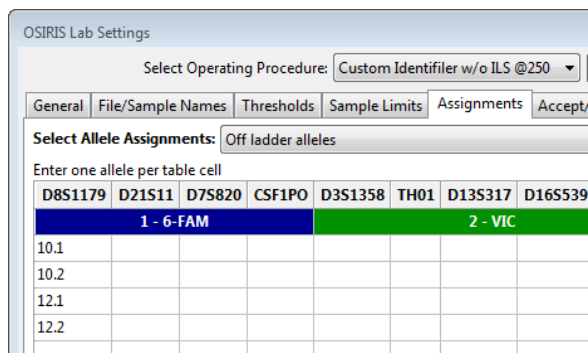 OSIRIS Lab Settings
Select Operating Procedure: Custom Identifiler w/o ILS @250
General File/Sample Names Thresholds Sample Limits Assignments Accept/
Select Allele Assignments: Off ladder alleles
Enter one allele per table cell
D8S1179 D21S11 D7S820 CSF1PO D3S1358 TH01 D13S317 D16S539
1 - 6-FAM 2 - VIC
10.1
10.2
12.1
12.2